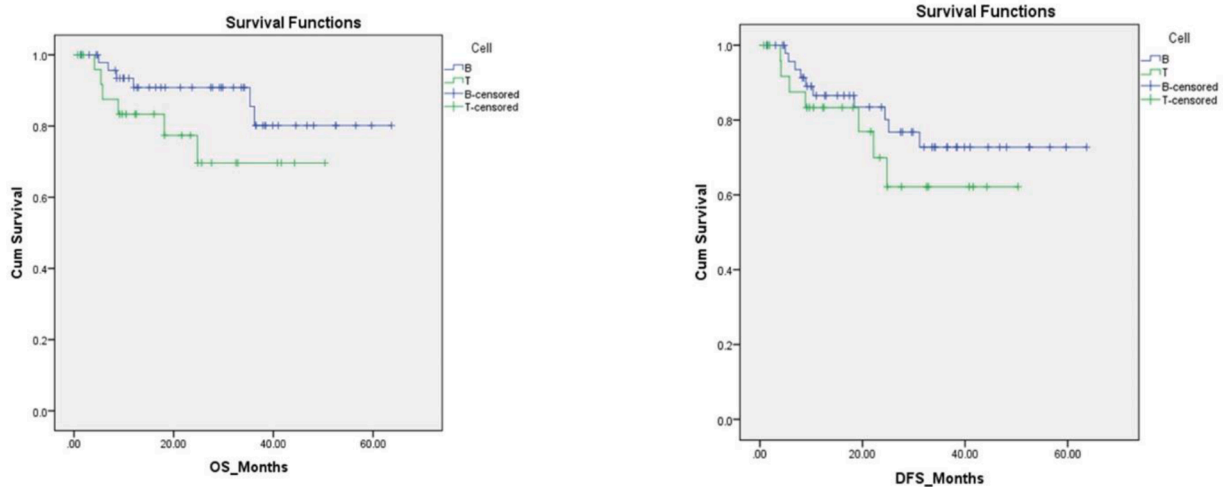 Survival Functions
Cum Survival
1.0
0.8
0.6
0.4
0.2
0.0
.00 20.00 40.00 60.00
OS_Months
Cell
B
T
B-censored
T-censored
Survival Functions
Cum Survival
1.0
0.8
0.6
0.4
0.2
0.0
.00 20.00 40.00 60.00
DFS_Months
Cell
B
T
B-censored
T-censored